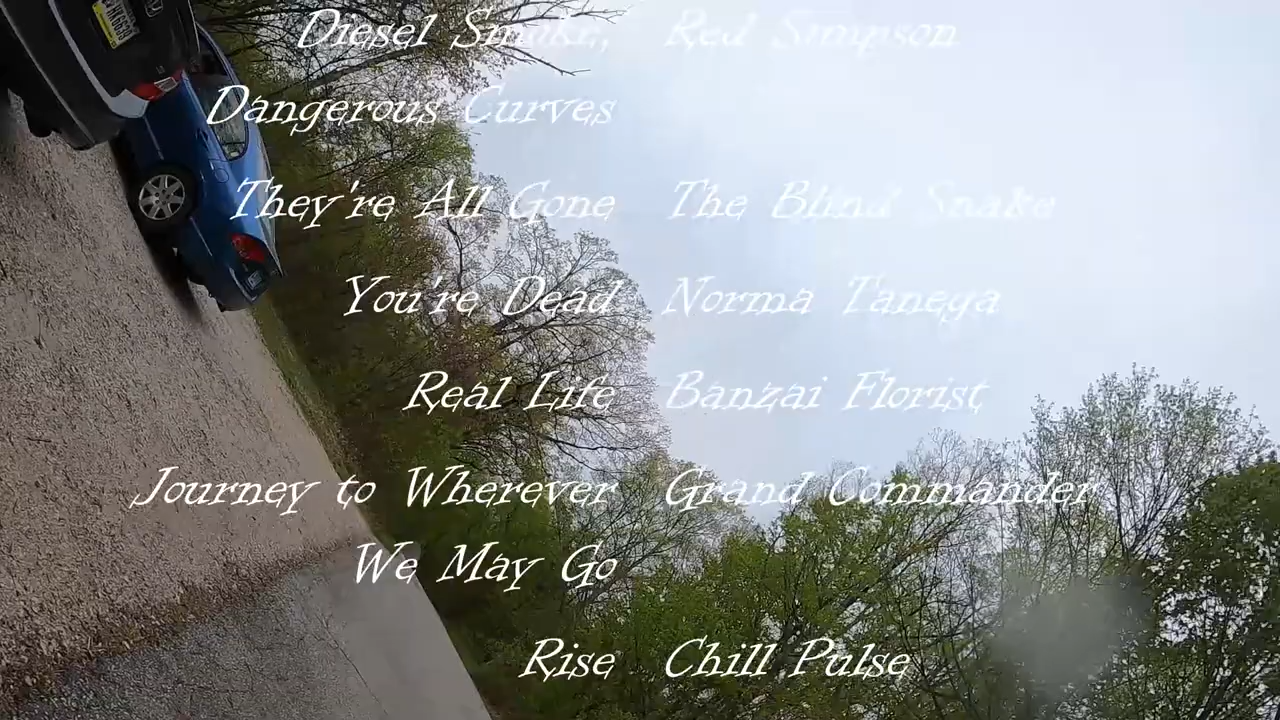 Diesel Smoke, Red Simpson
Dangerous Curves
They're All Gone The Blind Snake
You're Dead Norma Tanega
Real Life Banzai Florist
Journey to Wherever Grand Commander
We May Go
Rise Chill Pulse